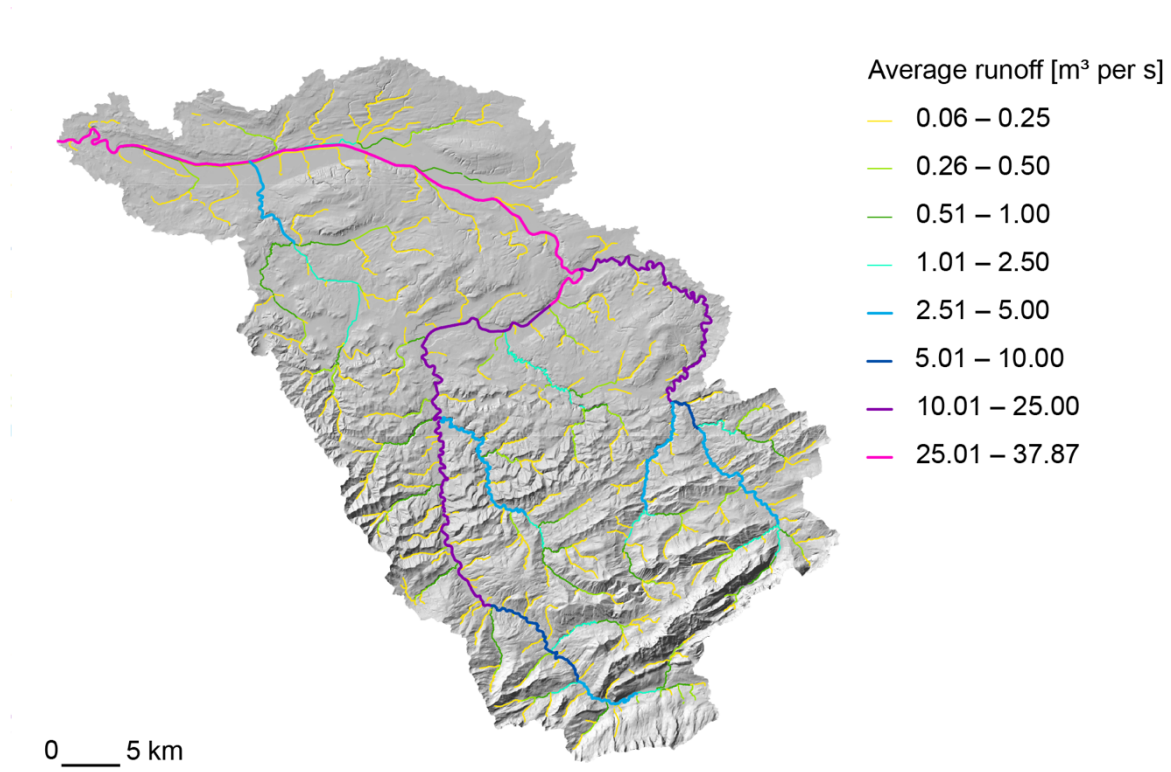 Average runoff [m³ per s]
0.06 – 0.25
0.26 – 0.50
0.51 – 1.00
1.01 – 2.50
2.51 – 5.00
5.01 – 10.00
10.01 – 25.00
25.01 – 37.87
0 5 km